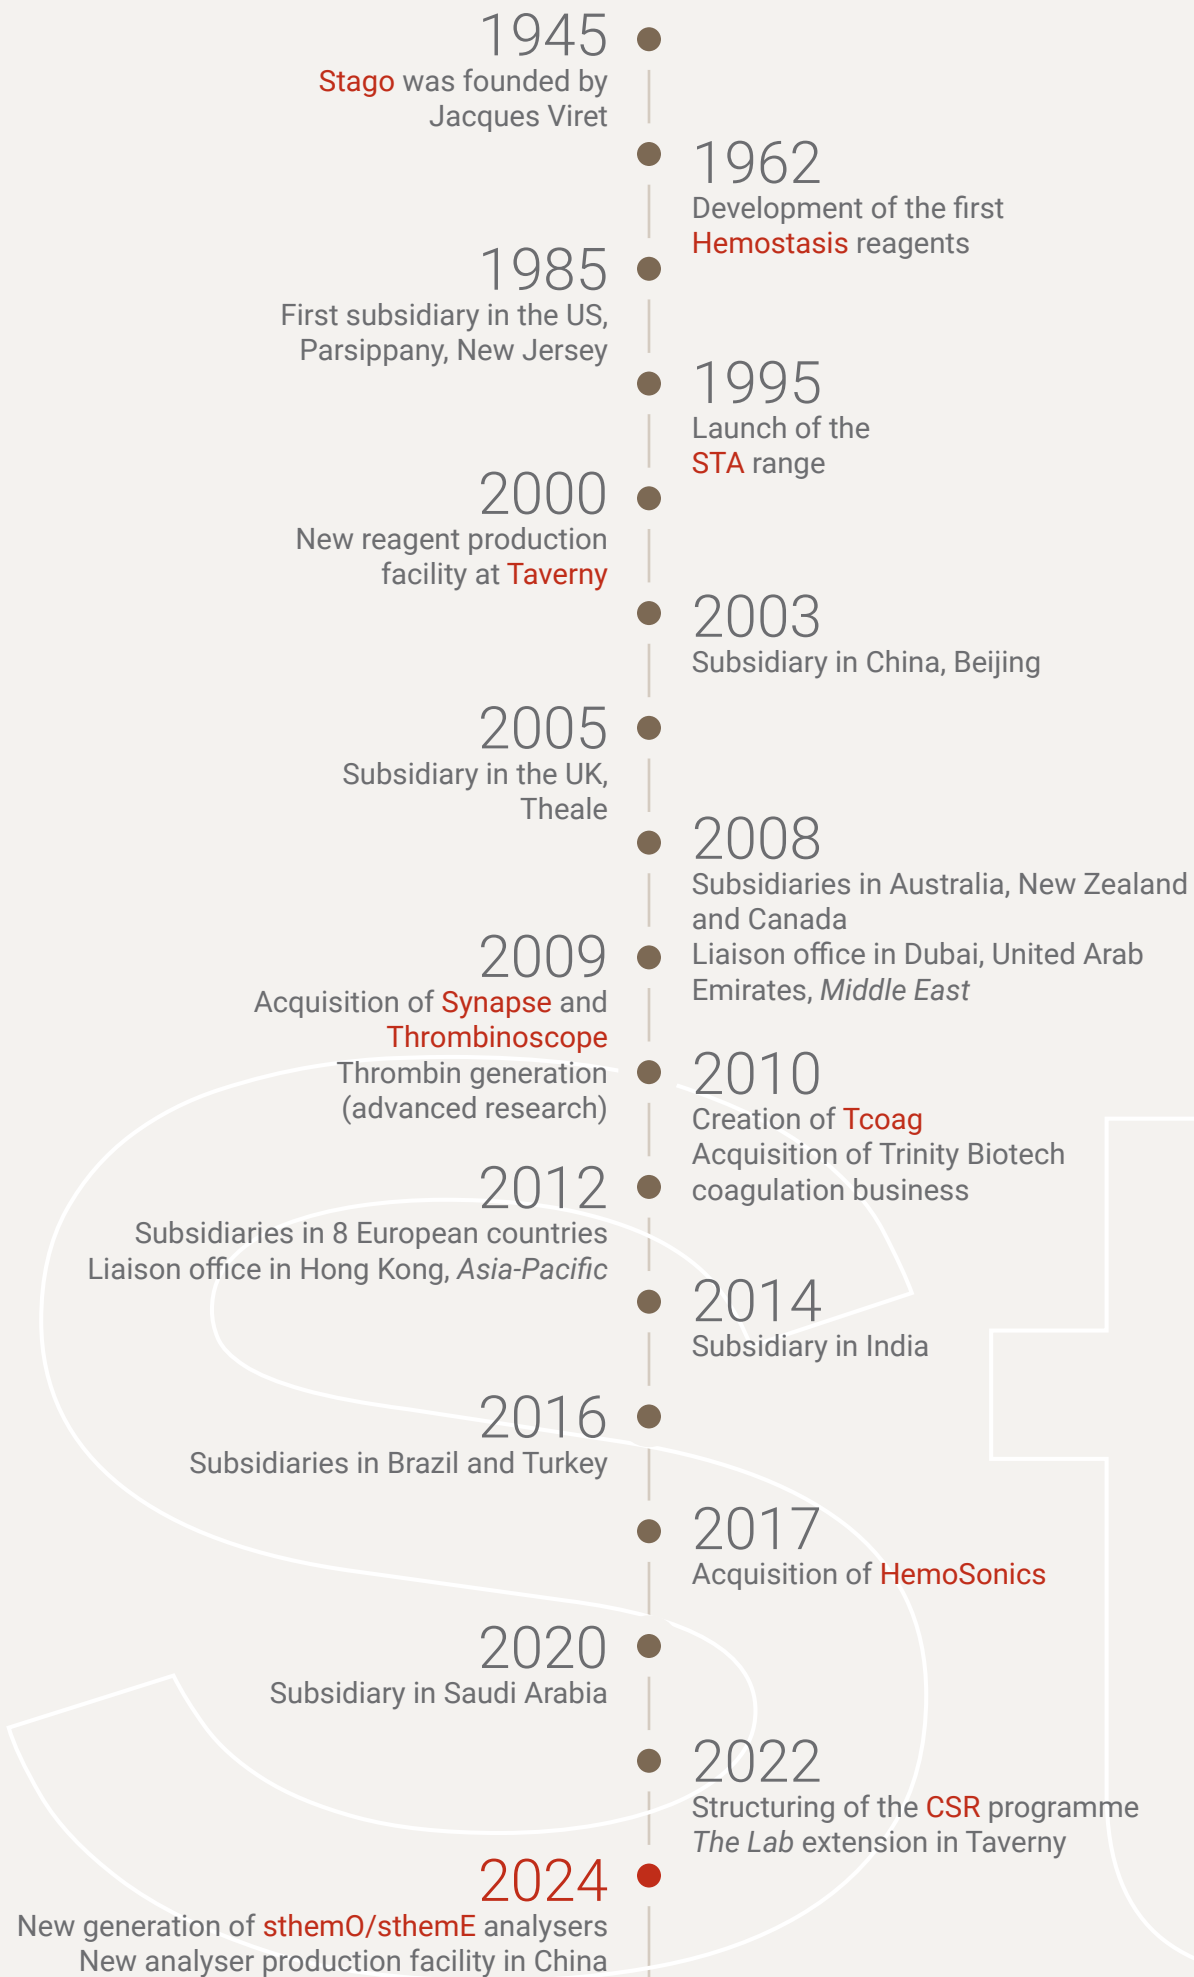 1945
Stago was founded by
Jacques Viret
1962
Development of the first
Hemostasis reagents
1985
First subsidiary in the US,
Parsippany, New Jersey
1995
Launch of the
STA range
2000
New reagent production
facility at Taverny
2003
Subsidiary in China, Beijing
2005
Subsidiary in the UK,
Theale
2008
Subsidiaries in Australia, New Zealand
and Canada
Liaison office in Dubai, United Arab
Emirates, Middle East
2009
Acquisition of Synapse and
Thrombinoscope
Thrombin generation
(advanced research)
2010
Creation of Tcoag
Acquisition of Trinity Biotech
coagulation business
2012
Subsidiaries in 8 European countries
Liaison office in Hong Kong, Asia-Pacific
2014
Subsidiary in India
2016
Subsidiaries in Brazil and Turkey
2017
Acquisition of HemoSonics
2020
Subsidiary in Saudi Arabia
2022
Structuring of the CSR programme
The Lab extension in Taverny
2024
New generation of sthemO/sthemE analysers
New analyser production facility in China
St